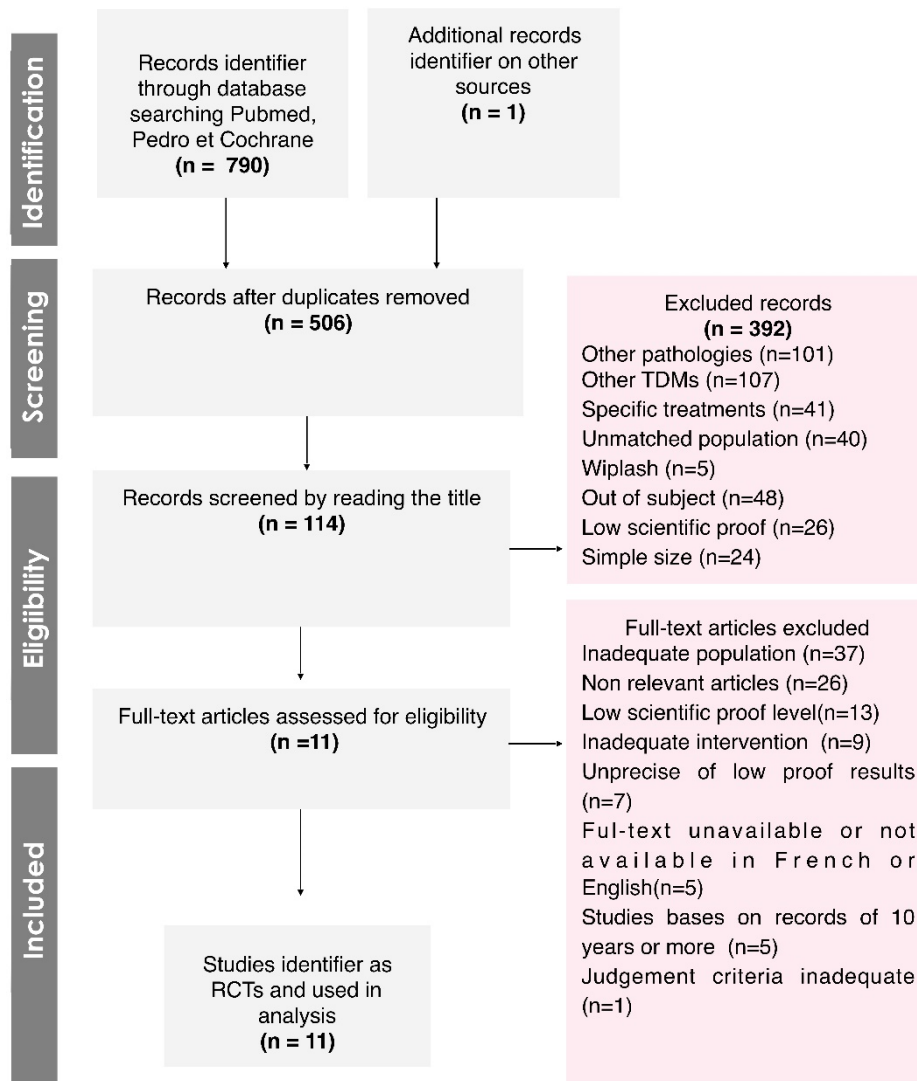 Identification
Records identifier
through database
searching Pubmed,
Pedro et Cochrane
(n = 790)
Additional records
identifier on other
sources
(n = 1)
Screening
Records after duplicates removed
(n = 506)
Excluded records
(n = 392)
Other pathologies (n=101)
Other TDMs (n=107)
Specific treatments (n=41)
Unmatched population (n=40)
Wiplash (n=5)
Out of subject (n=48)
Low scientific proof (n=26)
Simple size (n=24)
Eligiibility
Records screened by reading the title
(n = 114)
Full-text articles assessed for eligibility
(n =11)
Full-text articles excluded
Inadequate population (n=37)
Non relevant articles (n=26)
Low scientific proof level(n=13)
Inadequate intervention (n=9)
Unprecise of low proof results
(n=7)
Ful-text unavailable or not
available in French or
English(n=5)
Studies bases on records of 10
years or more (n=5)
Judgement criteria inadequate
(n=1)
Included
Studies identifier as
RCTs and used in
analysis
(n = 11)